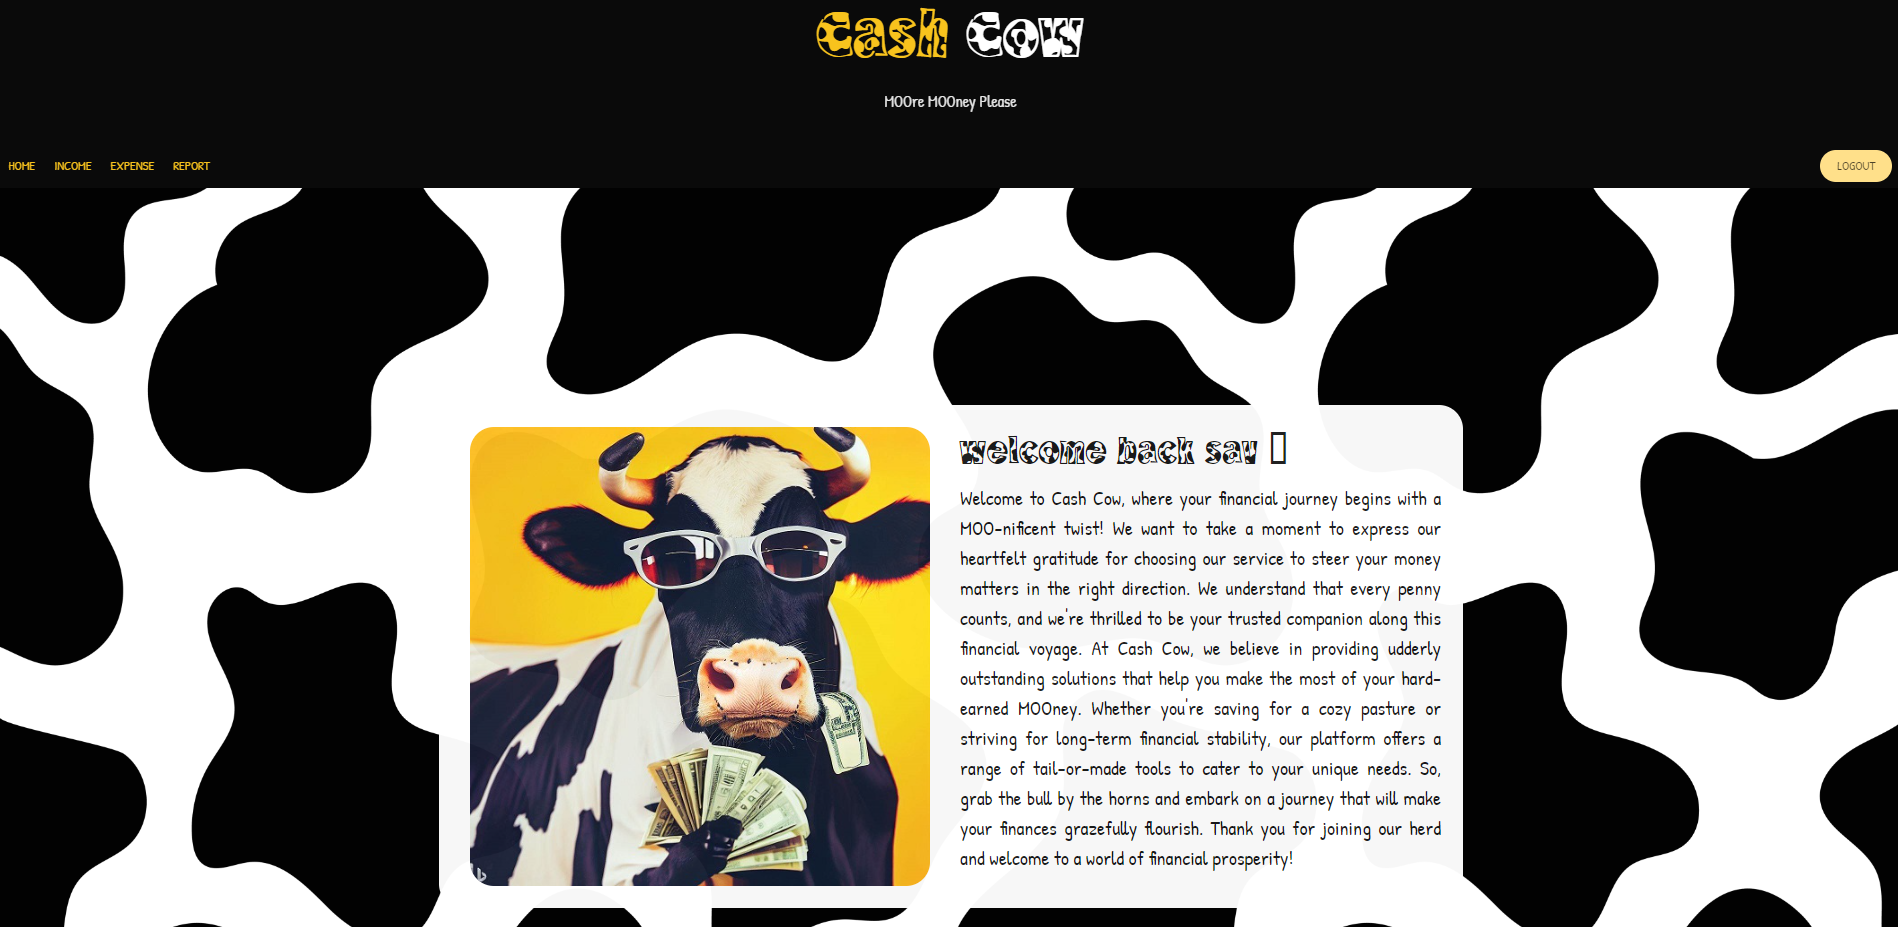 Cash Cow
MOOre MOOney Please
HOME INCOME EXPENSE REPORT LOGOUT
welcome back sav
Welcome to Cash Cow, where your financial journey begins with a
MOO-nificent twist! We want to take a moment to express our
heartfelt gratitude for choosing our service to steer your money
matters in the right direction. We understand that every penny
counts, and we're thrilled to be your trusted companion along this
financial voyage. At Cash Cow, we believe in providing udderly
outstanding solutions that help you make the most of your hard-
earned MOOney. Whether you're saving for a cozy pasture or
striving for long-term financial stability, our platform offers a
range of tail-or-made tools to cater to your unique needs. So,
grab the bull by the horns and embark on a journey that will make
your finances grazefully flourish. Thank you for joining our herd
and welcome to a world of financial prosperity!